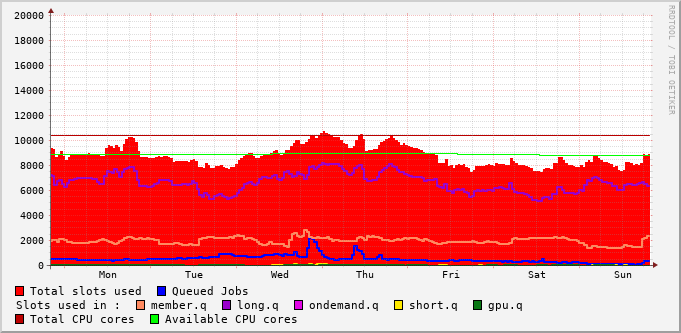 RRDTOOL / TOBI OETIKER
20000
18000
16000
14000
12000
10000
8000
6000
4000
2000
0
Mon Tue Wed Thu Fri Sat Sun
Total slots used Queued Jobs
Slots used in : member.q long.q ondemand.q short.q gpu.q
Total CPU cores Available CPU cores